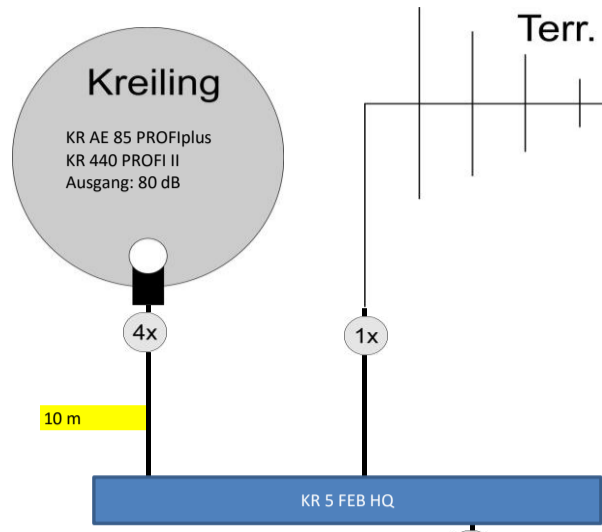 Terr.
Kreiling
KR AE 85 PROFIplus
KR 440 PROFI II
Ausgang: 80 dB
4x
1x
10 m
KR 5 FEB HQ